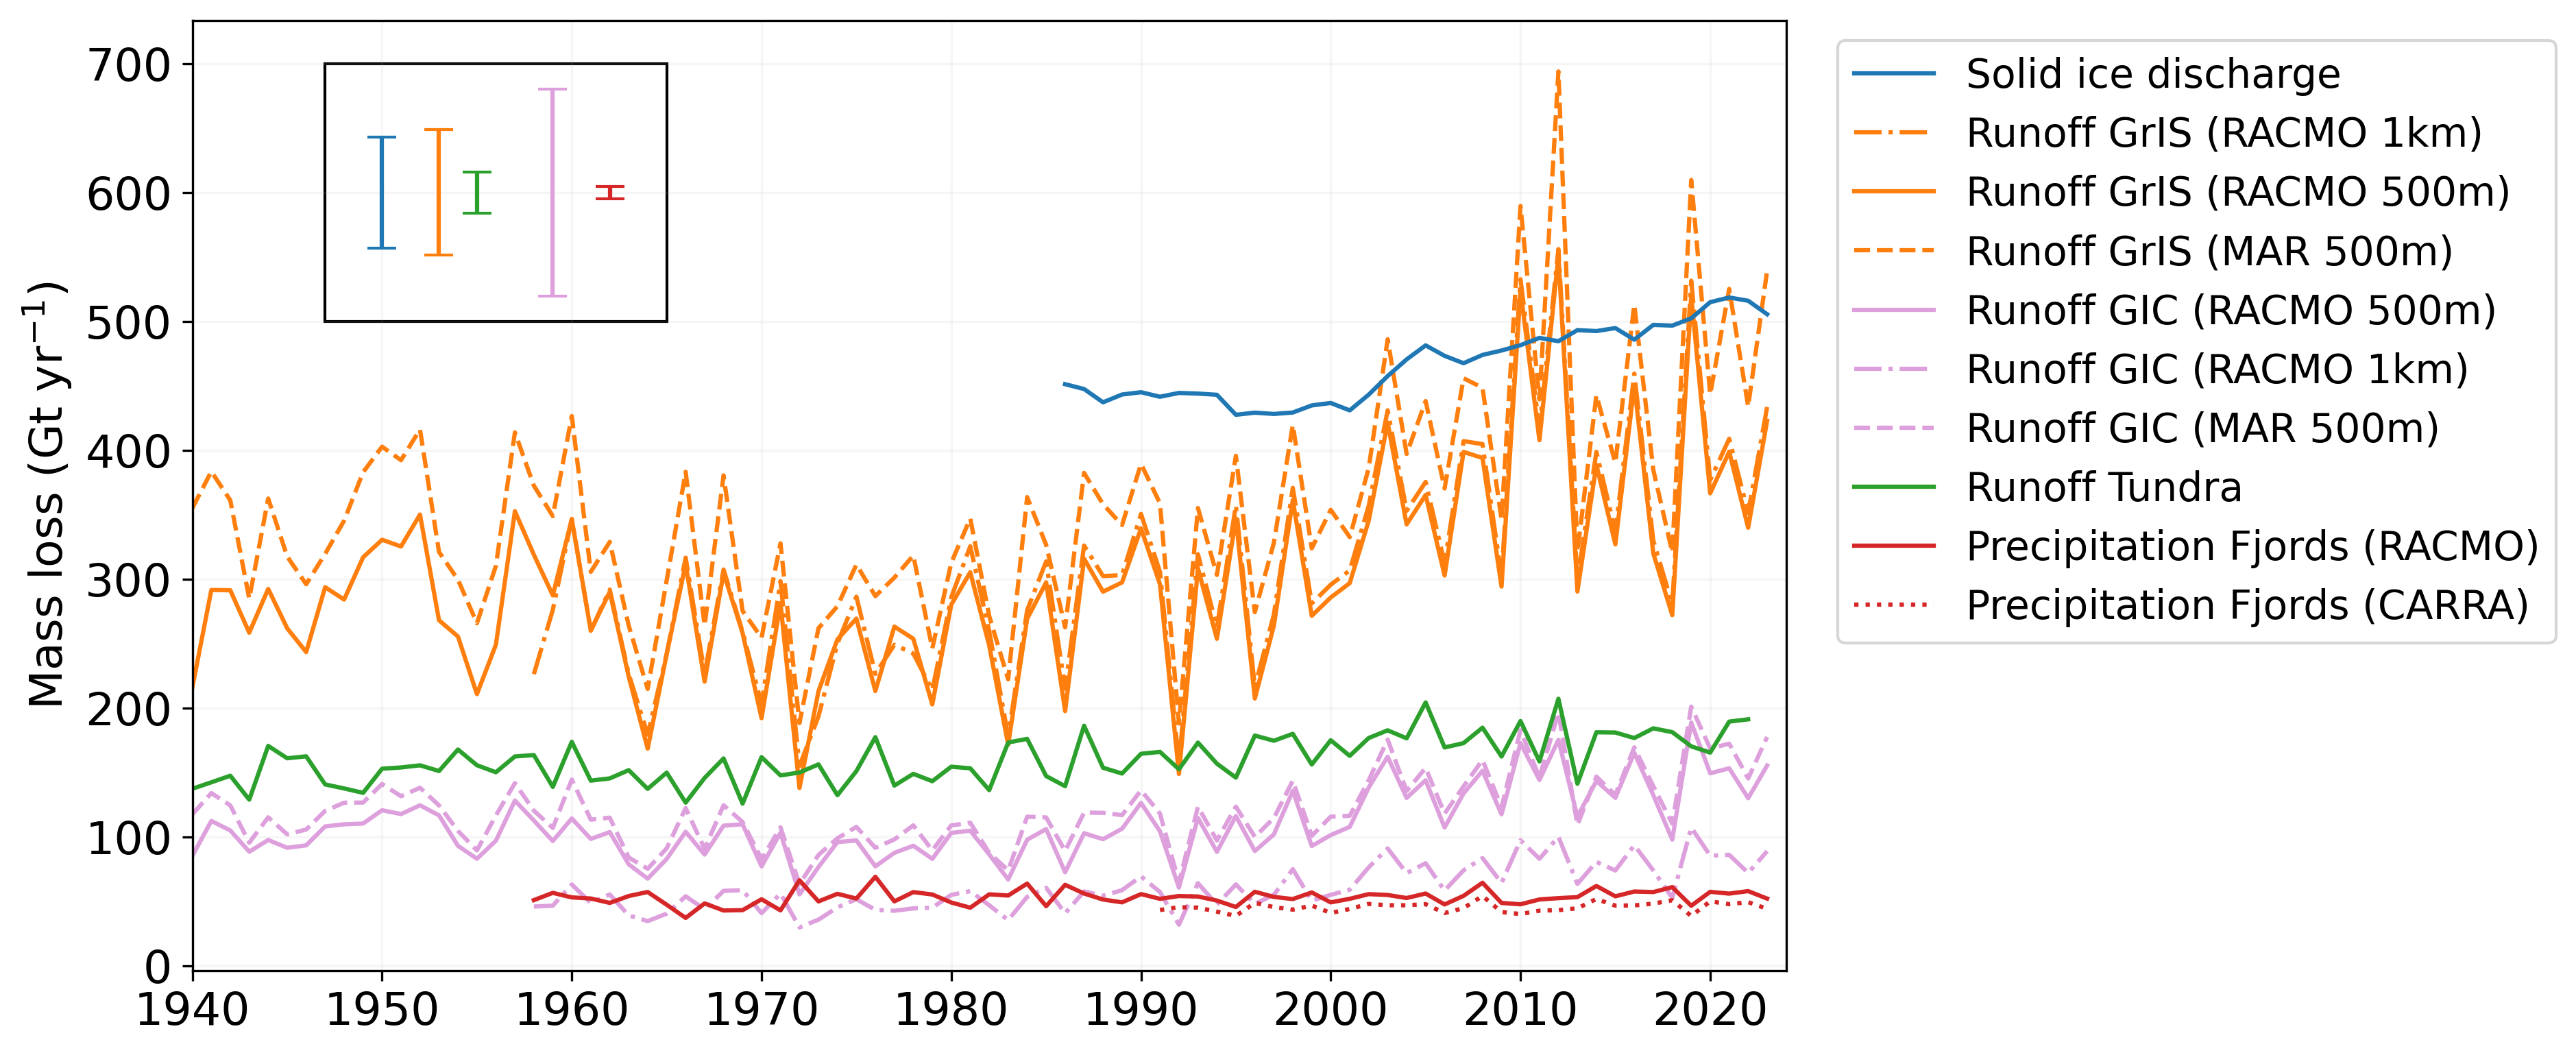 Mass loss (Gt yr⁻¹)
700
600
500
400
300
200
100
0
1940 1950 1960 1970 1980 1990 2000 2010 2020
Solid ice discharge
Runoff GrIS (RACMO 1km)
Runoff GrIS (RACMO 500m)
Runoff GrIS (MAR 500m)
Runoff GIC (RACMO 500m)
Runoff GIC (RACMO 1km)
Runoff GIC (MAR 500m)
Runoff Tundra
Precipitation Fjords (RACMO)
Precipitation Fjords (CARRA)